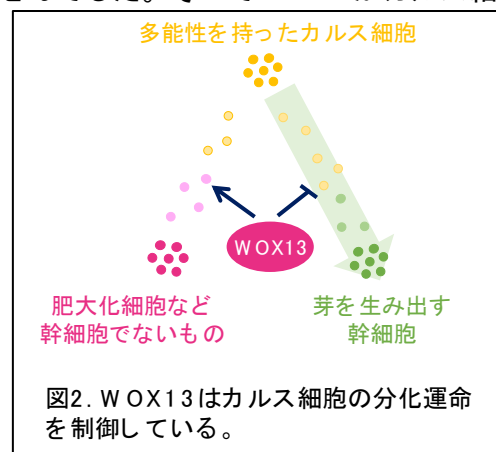 多能性を持ったカルス細胞
WOX13
肥大化細胞など
幹細胞でないもの
芽を生み出す
幹細胞
図2. WOX13はカルス細胞の分化運命
を制御している。